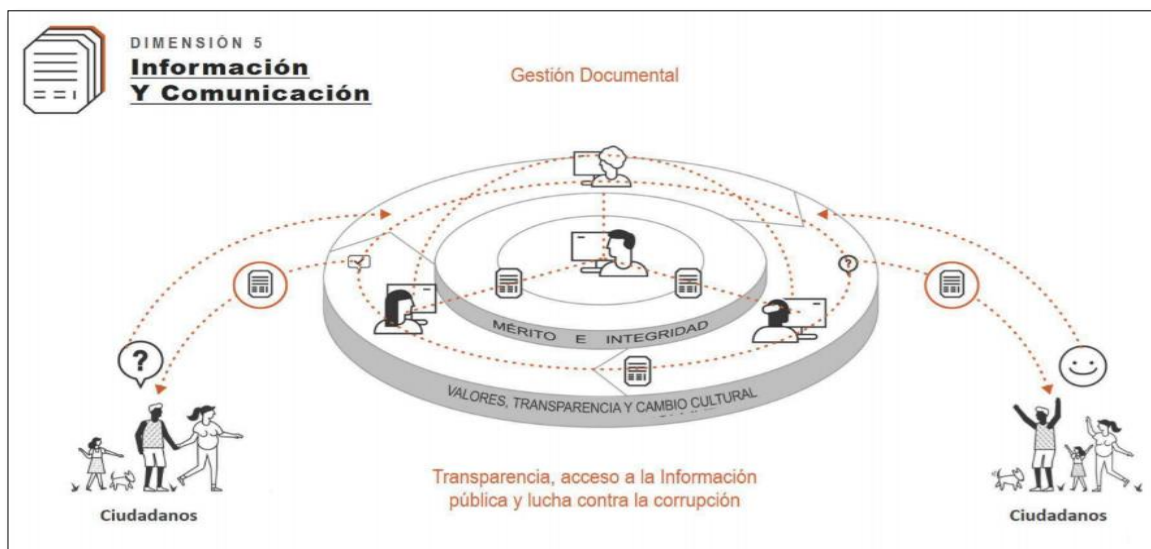 DIMENSIÓN 5
Información
Y Comunicación
Gestión Documental
?
?
MÉRITO E INTEGRIDAD
VALORES, TRANSPARENCIA Y CAMBIO CULTURAL
Transparencia, acceso a la Información
pública y lucha contra la corrupción
Ciudadanos
Ciudadanos